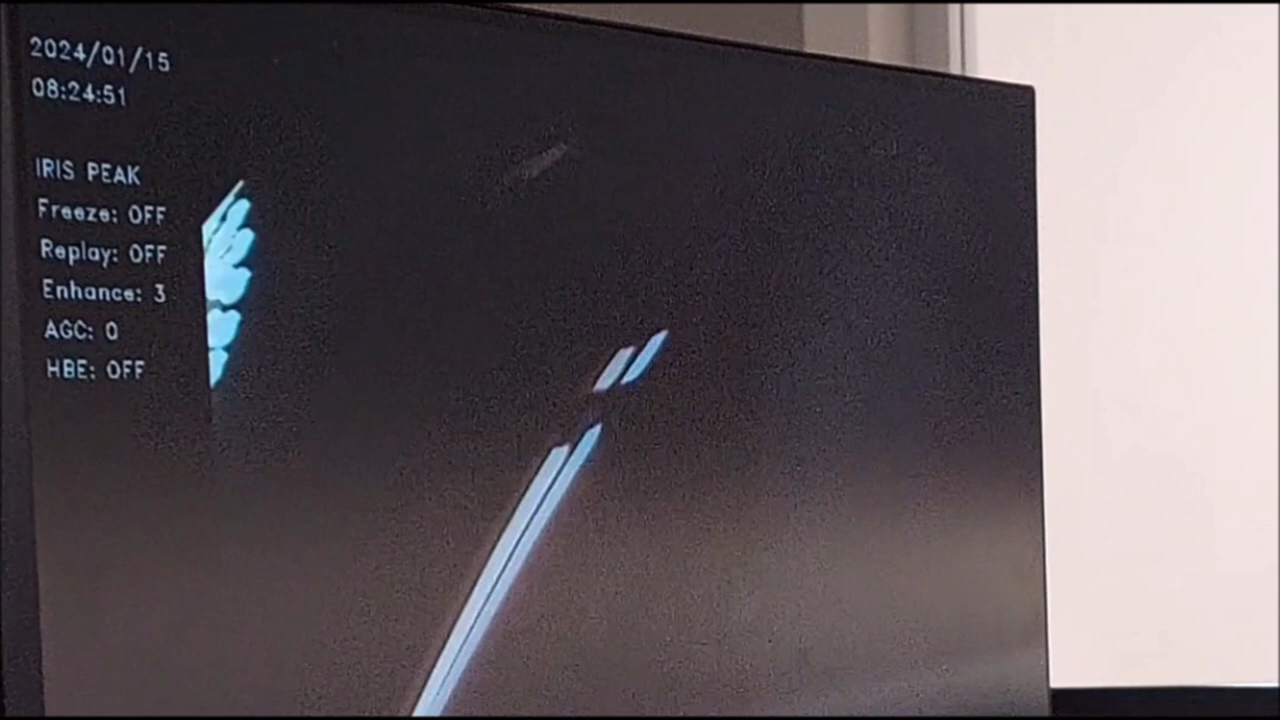 2024/01/15
08:24:51
IRIS PEAK
Freeze: OFF
Replay: OFF
Enhance: 3
AGC: 0
HBE: OFF